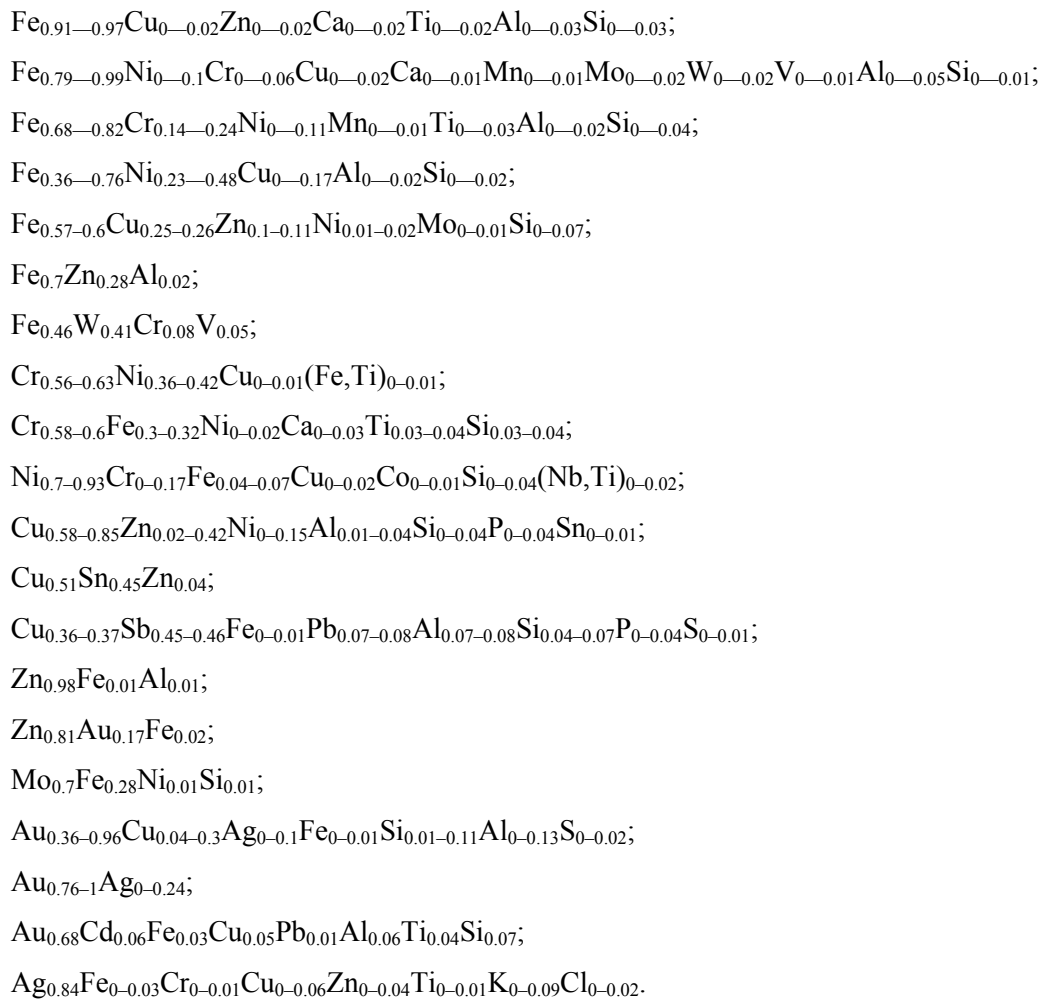 Fe₀.₉₁—₀.₉₇Cu₀—₀.₀₂Zn₀—₀.₀₂Ca₀—₀.₀₂Ti₀—₀.₀₂Al₀—₀.₀₃Si₀—₀.₀₃;
Fe₀.₇₉—₀.₉₉Ni₀—₀.₁Cr₀—₀.₀₆Cu₀—₀.₀₂Ca₀—₀.₀₁Mn₀—₀.₀₁Mo₀—₀.₀₂W₀—₀.₀₂V₀—₀.₀₁Al₀—₀.₀₅Si₀—₀.₀₁;
Fe₀.₆₈—₀.₈₂Cr₀.₁₄—₀.₂₄Ni₀—₀.₁₁Mn₀—₀.₀₁Ti₀—₀.₀₃Al₀—₀.₀₂Si₀—₀.₀₄;
Fe₀.₃₆—₀.₇₆Ni₀.₂₃—₀.₄₈Cu₀—₀.₁₇Al₀—₀.₀₂Si₀—₀.₀₂;
Fe₀.₅₇–₀.₆Cu₀.₂₅–₀.₂₆Zn₀.₁–₀.₁₁Ni₀.₀₁–₀.₀₂Mo₀–₀.₀₁Si₀–₀.₀₇;
Fe₀.₇Zn₀.₂₈Al₀.₀₂;
Fe₀.₄₆W₀.₄₁Cr₀.₀₈V₀.₀₅;
Cr₀.₅₆–₀.₆₃Ni₀.₃₆–₀.₄₂Cu₀–₀.₀₁(Fe,Ti)₀–₀.₀₁;
Cr₀.₅₈–₀.₆Fe₀.₃–₀.₃₂Ni₀–₀.₀₂Ca₀–₀.₀₃Ti₀.₀₃–₀.₀₄Si₀.₀₃–₀.₀₄;
Ni₀.₇–₀.₉₃Cr₀–₀.₁₇Fe₀.₀₄–₀.₀₇Cu₀–₀.₀₂Co₀–₀.₀₁Si₀–₀.₀₄(Nb,Ti)₀–₀.₀₂;
Cu₀.₅₈–₀.₈₅Zn₀.₀₂–₀.₄₂Ni₀–₀.₁₅Al₀.₀₁–₀.₀₄Si₀–₀.₀₄P₀–₀.₀₄Sn₀–₀.₀₁;
Cu₀.₅₁Sn₀.₄₅Zn₀.₀₄;
Cu₀.₃₆–₀.₃₇Sb₀.₄₅–₀.₄₆Fe₀–₀.₀₁Pb₀.₀₇–₀.₀₈Al₀.₀₇–₀.₀₈Si₀.₀₄–₀.₀₇P₀–₀.₀₄S₀–₀.₀₁;
Zn₀.₉₈Fe₀.₀₁Al₀.₀₁;
Zn₀.₈₁Au₀.₁₇Fe₀.₀₂;
Mo₀.₇Fe₀.₂₈Ni₀.₀₁Si₀.₀₁;
Au₀.₃₆–₀.₉₆Cu₀.₀₄–₀.₃Ag₀–₀.₁Fe₀–₀.₀₁Si₀.₀₁–₀.₁₁Al₀–₀.₁₃S₀–₀.₀₂;
Au₀.₇₆–₁Ag₀–₀.₂₄;
Au₀.₆₈Cd₀.₀₆Fe₀.₀₃Cu₀.₀₅Pb₀.₀₁Al₀.₀₆Ti₀.₀₄Si₀.₀₇;
Ag₀.₈₄Fe₀–₀.₀₃Cr₀–₀.₀₁Cu₀–₀.₀₆Zn₀–₀.₀₄Ti₀–₀.₀₁K₀–₀.₀₉Cl₀–₀.₀₂.